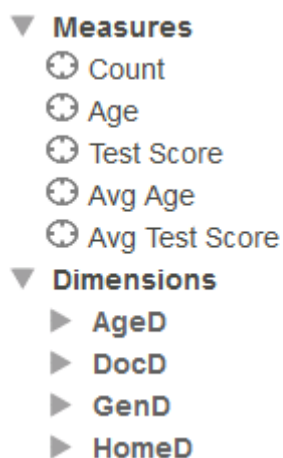 Measures
Count
Age
Test Score
Avg Age
Avg Test Score
Dimensions
AgeD
DocD
GenD
HomeD